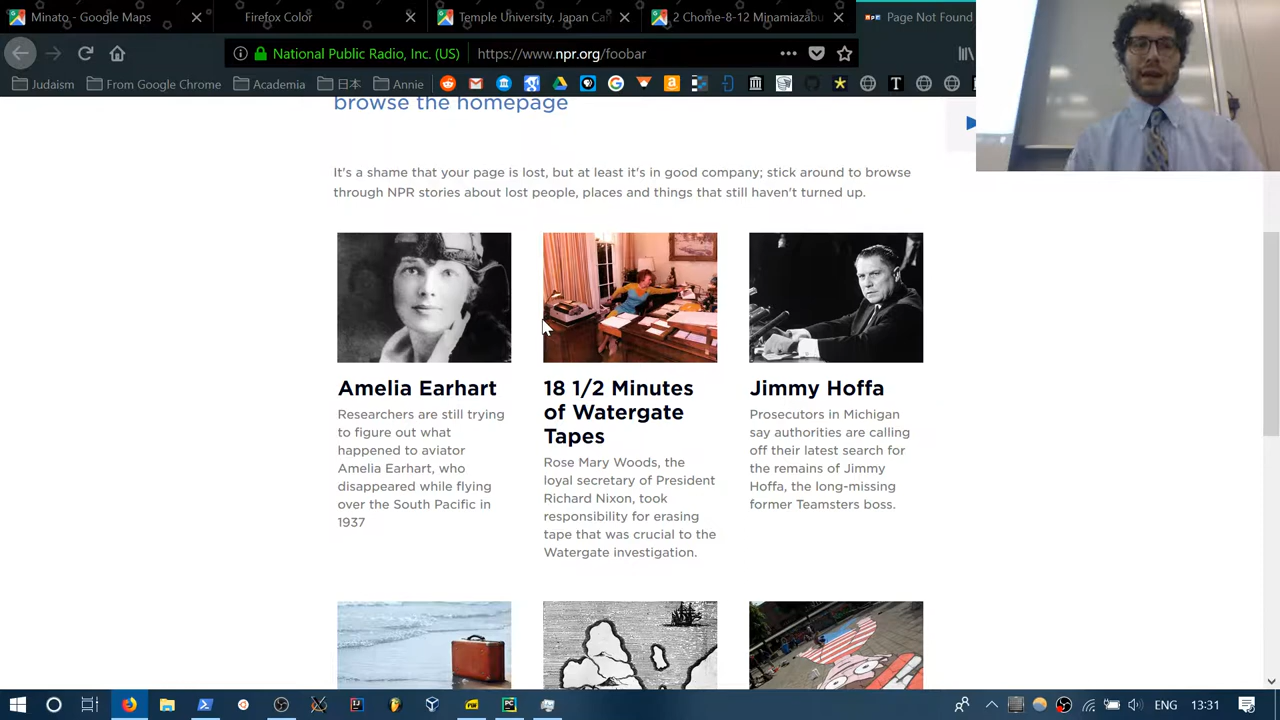 Minato - Google Maps
Firefox Color
Temple University, Japan Ca
2 Chome-8-12 Minamiazabu
Page Not Found
National Public Radio, Inc. (US)
https://www.npr.org/foobar
Judaism
From Google Chrome
Academia
日本
Annie
browse the homepage
It's a shame that your page is lost, but at least it's in good company; stick around to browse
through NPR stories about lost people, places and things that still haven't turned up.
Amelia Earhart
Researchers are still trying
to figure out what
happened to aviator
Amelia Earhart, who
disappeared while flying
over the South Pacific in
1937
18 1/2 Minutes
of Watergate
Tapes
Rose Mary Woods, the
loyal secretary of President
Richard Nixon, took
responsibility for erasing
tape that was crucial to the
Watergate investigation.
Jimmy Hoffa
Prosecutors in Michigan
say authorities are calling
off their latest search for
the remains of Jimmy
Hoffa, the long-missing
former Teamsters boss.
ENG
13:31